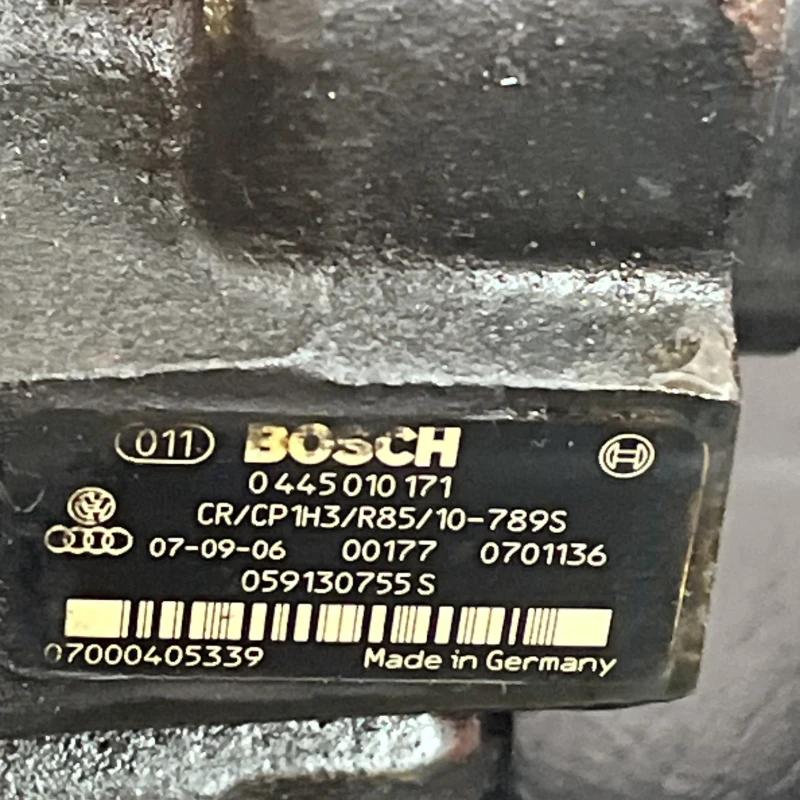 011
BOSCH
0 445 010 171
CR/CP1H3/R85/10-789S
07-09-06 00177 0701136
059130755 S
07000405339 Made in Germany